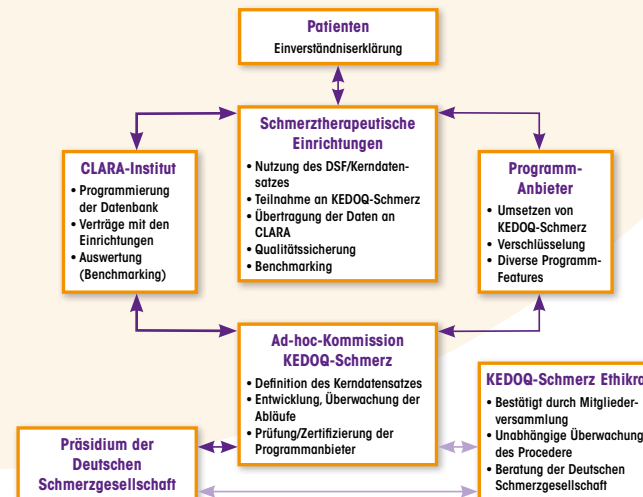 Patienten
Einverständniserklärung
Schmerztherapeutische
Einrichtungen
• Nutzung des DSF/Kerndaten-
satzes
• Teilnahme an KEDOQ-Schmerz
• Übertragung der Daten an
CLARA
• Qualitätssicherung
• Benchmarking
CLARA-Institut
• Programmierung
der Datenbank
• Verträge mit den
Einrichtungen
• Auswertung
(Benchmarking)
Programm-
Anbieter
• Umsetzen von
KEDOQ-Schmerz
• Verschlüsselung
• Diverse Programm-
Features
Ad-hoc-Kommission
KEDOQ-Schmerz
• Definition des Kerndatensatzes
• Entwicklung, Überwachung der
Abläufe
• Prüfung/Zertifizierung der
Programmanbieter
KEDOQ-Schmerz Ethikra
• Bestätigt durch Mitglieder-
versammlung
• Unabhängige Überwachung
des Procedere
• Beratung der Deutschen
Schmerzgesellschaft
Präsidium der
Deutschen
Schmerzgesellschaft